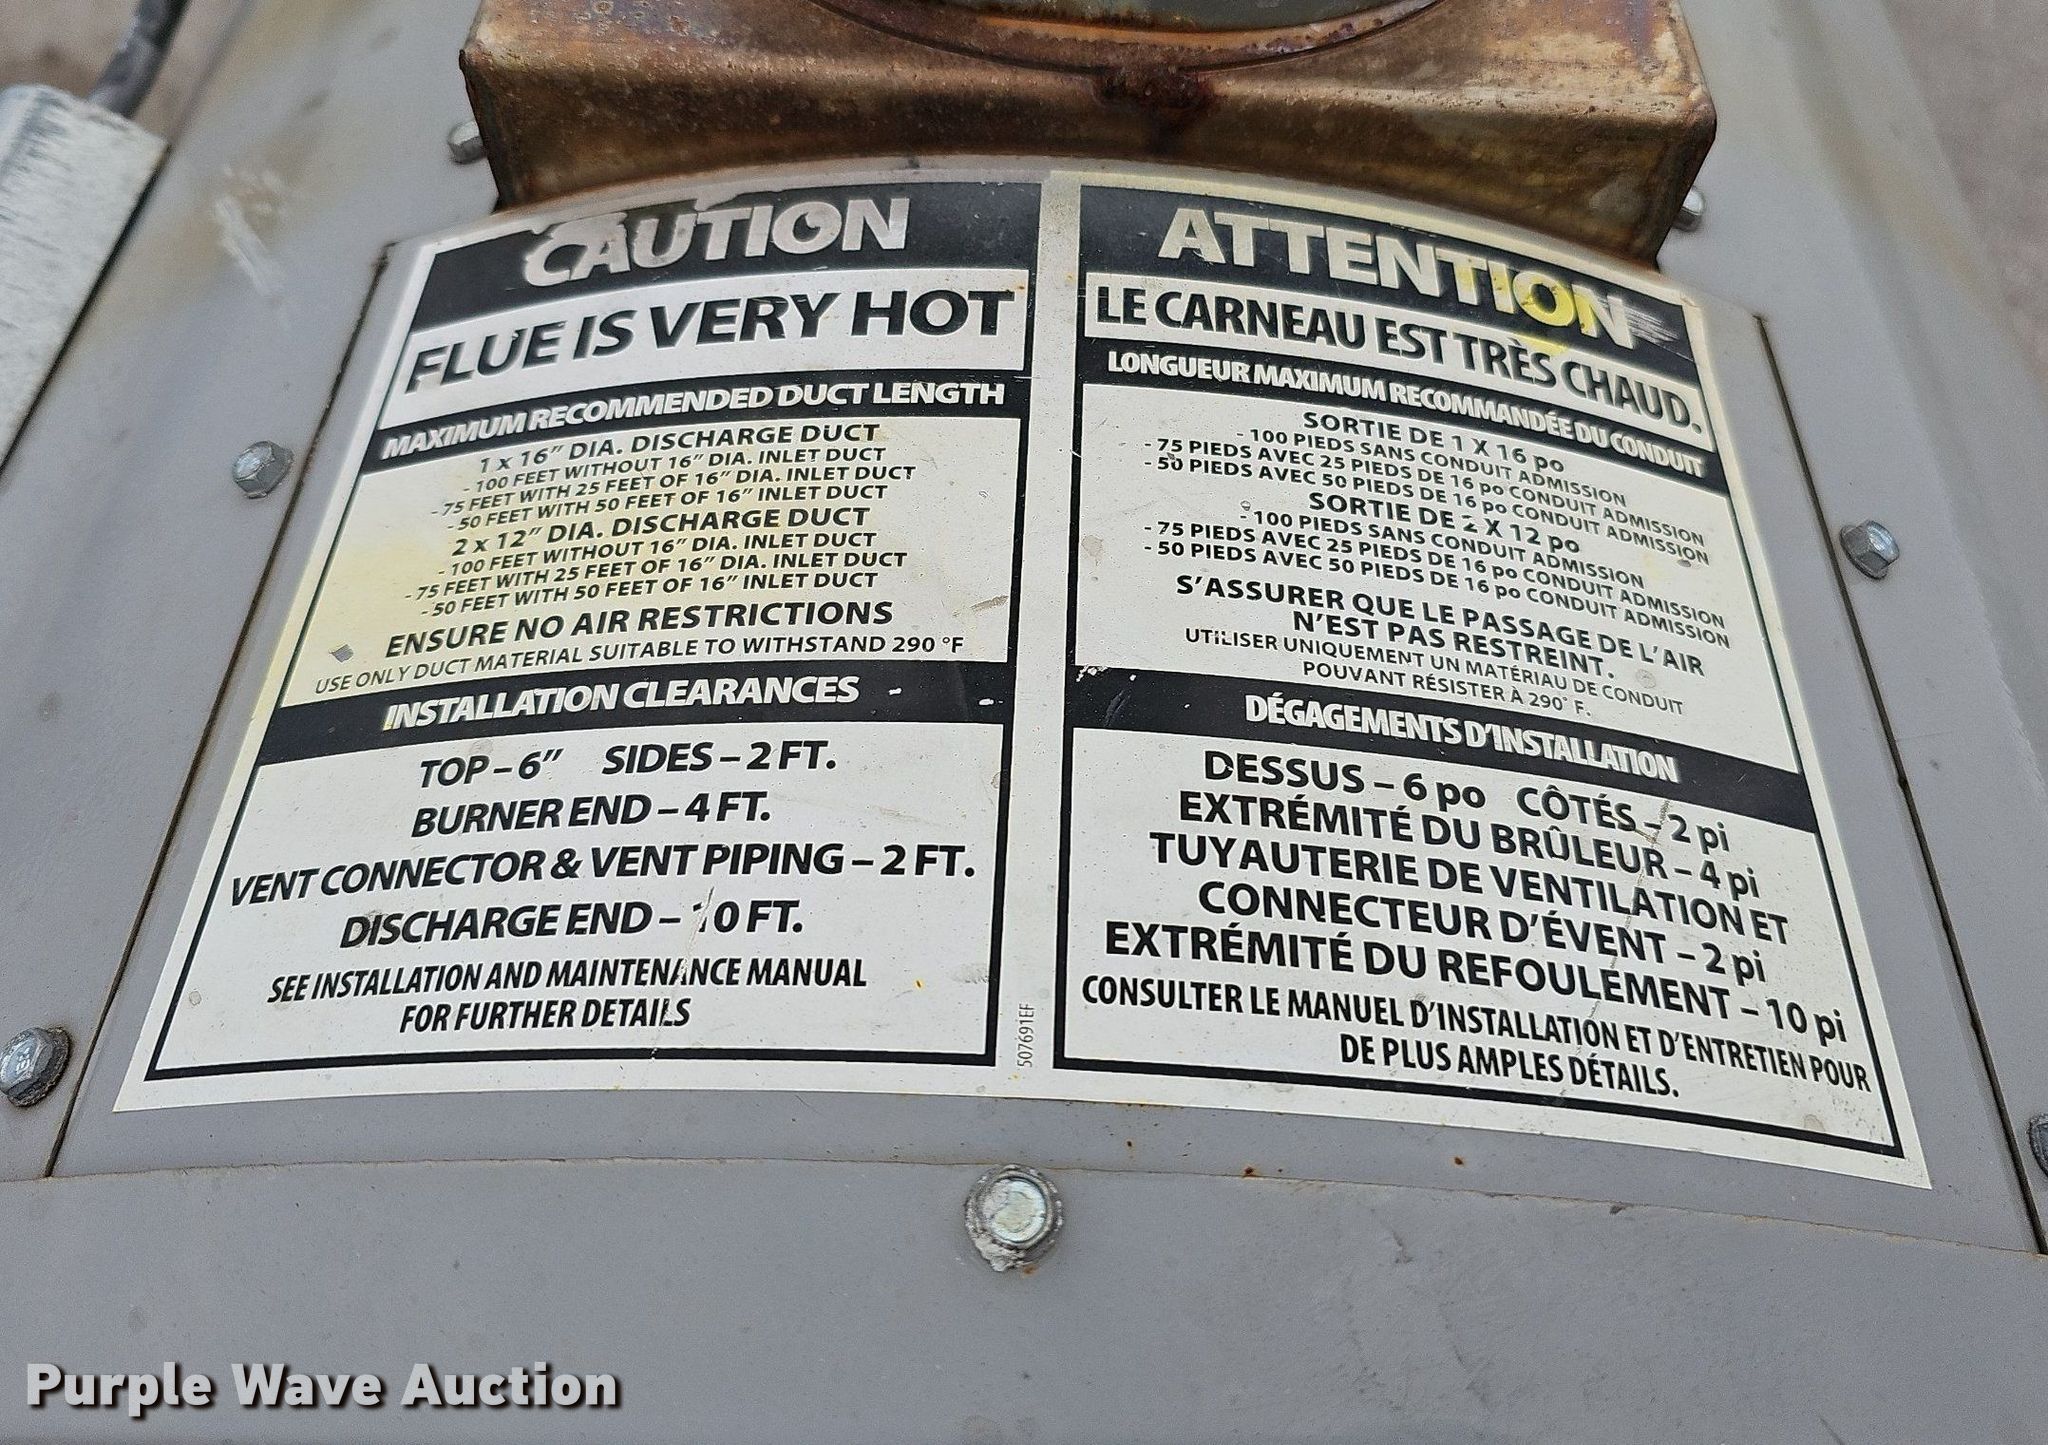 CAUTION
FLUE IS VERY HOT
MAXIMUM RECOMMENDED DUCT LENGTH
1 x 16" DIA. DISCHARGE DUCT
- 100 FEET WITHOUT 16" DIA. INLET DUCT
- 75 FEET WITH 25 FEET OF 16" DIA. INLET DUCT
- 50 FEET WITH 50 FEET OF 16" INLET DUCT
2 x 12" DIA. DISCHARGE DUCT
- 100 FEET WITHOUT 16" DIA. INLET DUCT
- 75 FEET WITH 25 FEET OF 16" DIA. INLET DUCT
- 50 FEET WITH 50 FEET OF 16" INLET DUCT
ENSURE NO AIR RESTRICTIONS
USE ONLY DUCT MATERIAL SUITABLE TO WITHSTAND 290 °F
INSTALLATION CLEARANCES
TOP – 6" SIDES – 2 FT.
BURNER END – 4 FT.
VENT CONNECTOR & VENT PIPING – 2 FT.
DISCHARGE END – 10 FT.
SEE INSTALLATION AND MAINTENANCE MANUAL
FOR FURTHER DETAILS
507691EF
ATTENTION
LE CARNEAU EST TRÈS CHAUD.
LONGUEUR MAXIMUM RECOMMANDÉE DU CONDUIT
SORTIE DE 1 X 16 po
- 100 PIEDS SANS CONDUIT ADMISSION
- 75 PIEDS AVEC 25 PIEDS DE 16 po CONDUIT ADMISSION
- 50 PIEDS AVEC 50 PIEDS DE 16 po CONDUIT ADMISSION
SORTIE DE 2 X 12 po
- 100 PIEDS SANS CONDUIT ADMISSION
- 75 PIEDS AVEC 25 PIEDS DE 16 po CONDUIT ADMISSION
- 50 PIEDS AVEC 50 PIEDS DE 16 po CONDUIT ADMISSION
S'ASSURER QUE LE PASSAGE DE L'AIR
N'EST PAS RESTREINT.
UTILISER UNIQUEMENT UN MATÉRIAU DE CONDUIT
POUVANT RÉSISTER À 290° F.
DÉGAGEMENTS D'INSTALLATION
DESSUS – 6 po CÔTÉS – 2 pi
EXTRÉMITÉ DU BRÛLEUR – 4 pi
TUYAUTERIE DE VENTILATION ET
CONNECTEUR D'ÉVENT – 2 pi
EXTRÉMITÉ DU REFOULEMENT – 10 pi
CONSULTER LE MANUEL D'INSTALLATION ET D'ENTRETIEN POUR
DE PLUS AMPLES DÉTAILS.
Purple Wave Auction